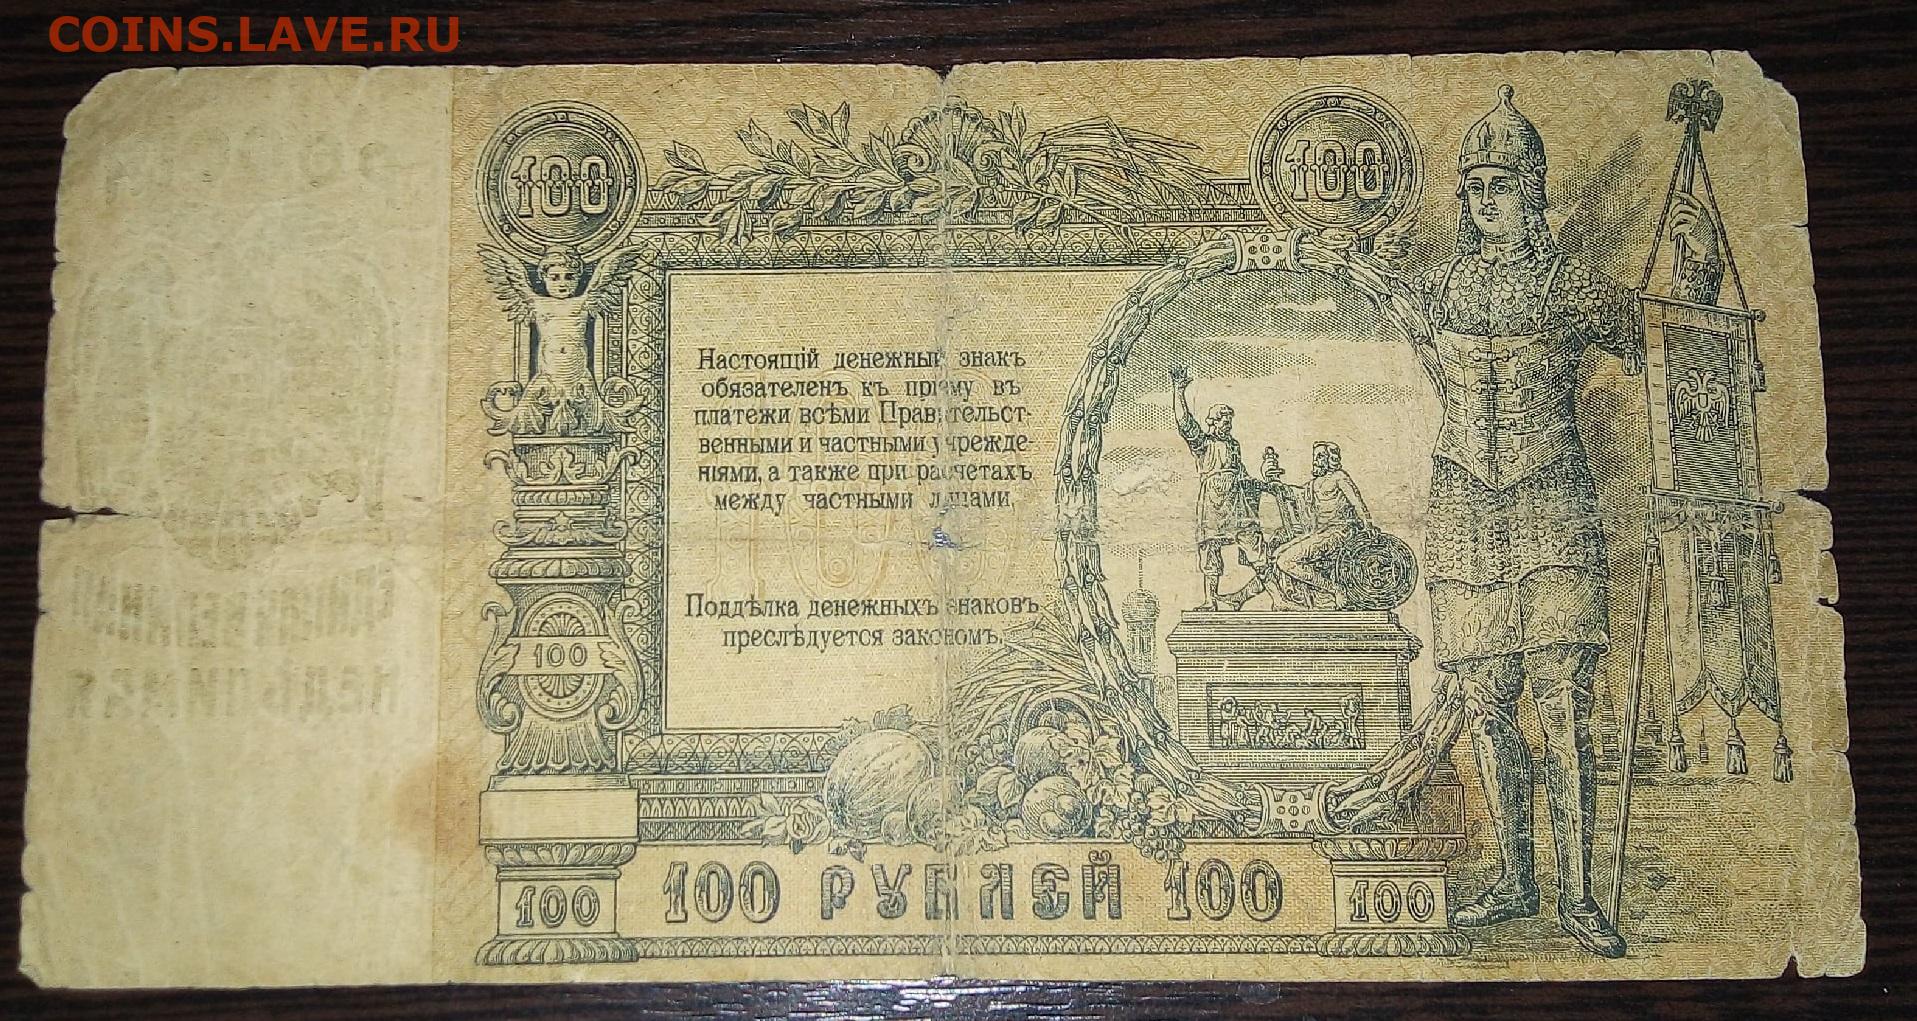 COINS.LAVE.RU
100
100
Настоящій денежный знакъ
обязателенъ къ пріему въ
платежи всѣми Правительст-
венными и частными учрежде-
ніями, а также при расчетахъ
между частными лицами.
Поддѣлка денежныхъ знаковъ
преслѣдуется закономъ.
100
100
100 РУБЛЕЙ 100
100